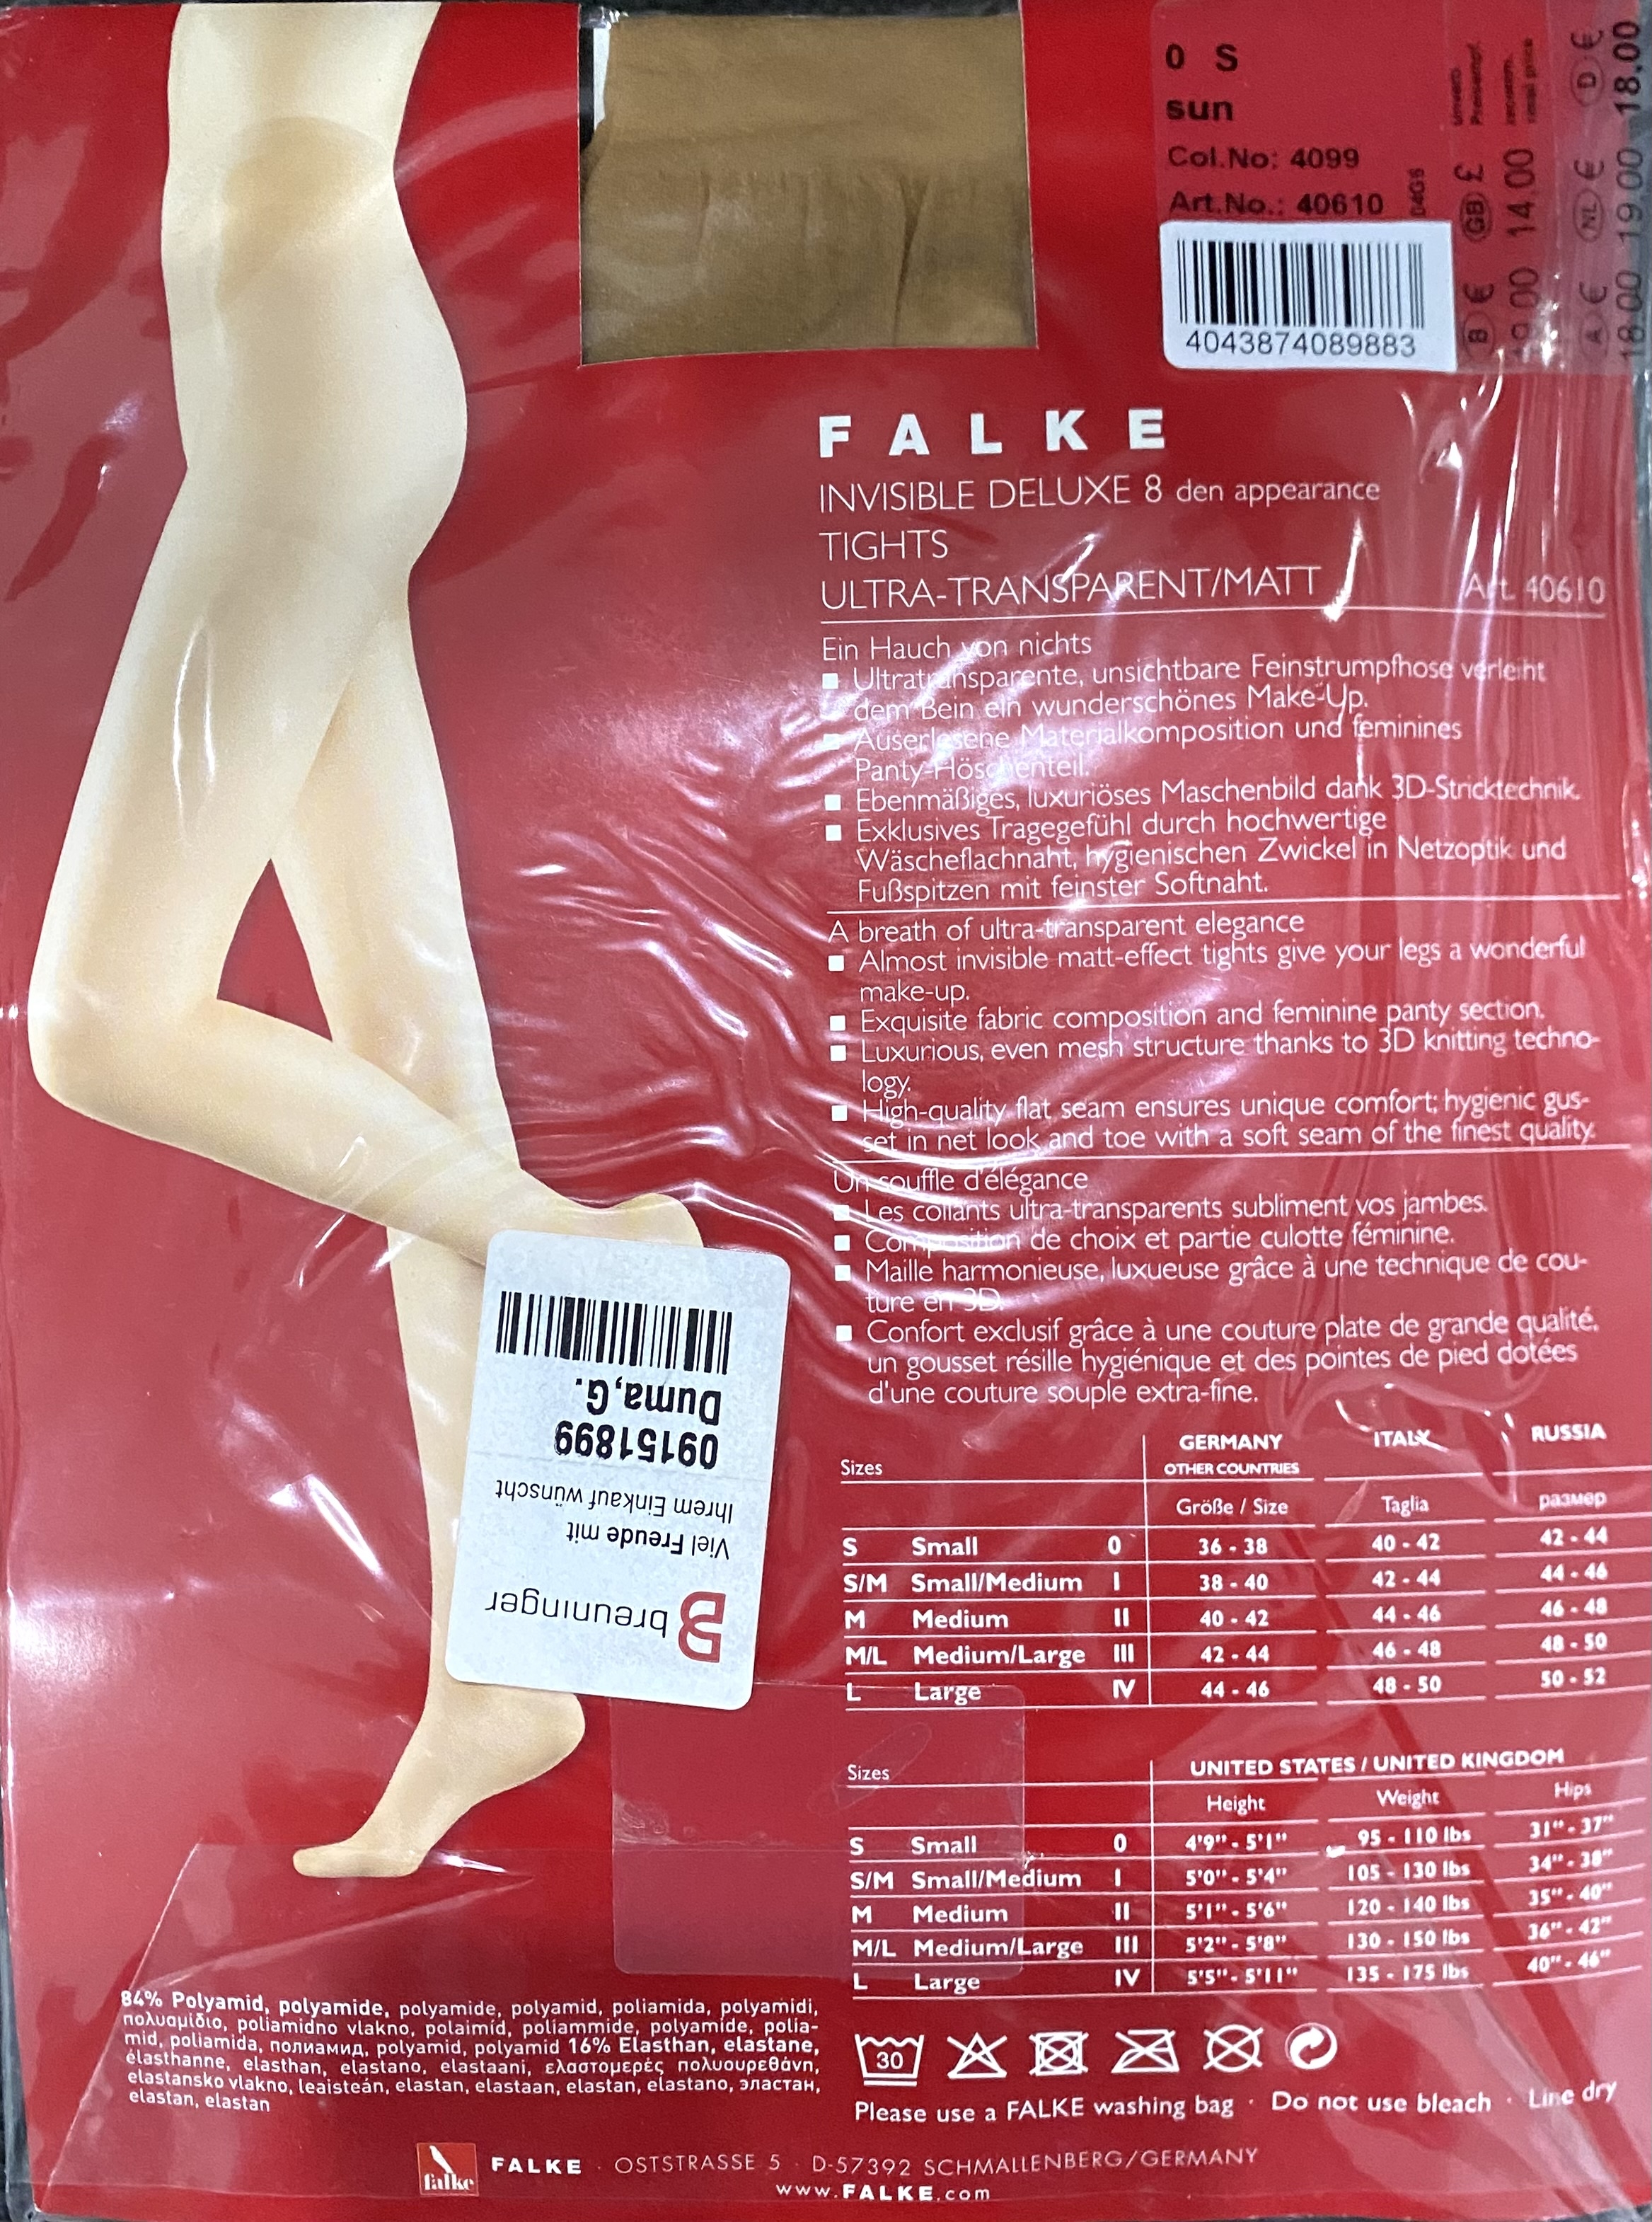 0 S
sun
Col.No: 4099
Art.No.: 40610
04GS
4043874089883
GB £ D €
14.00 18.00
B € NL €
19.00
A €
18.00
FALKE
INVISIBLE DELUXE 8 den appearance
TIGHTS
ULTRA-TRANSPARENT/MATT Art. 40610
Ein Hauch von nichts
■ Ultratransparente, unsichtbare Feinstrumpfhose verleiht
dem Bein ein wunderschönes Make-Up.
■ Auserlesene Materialkomposition und feminines
Panty-Höschenteil.
■ Ebenmäßiges, luxuriöses Maschenbild dank 3D-Stricktechnik.
■ Exklusives Tragegefühl durch hochwertige
Wäscheflachnaht, hygienischen Zwickel in Netzoptik und
Fußspitzen mit feinster Softnaht.
A breath of ultra-transparent elegance
■ Almost invisible matt-effect tights give your legs a wonderful
make-up.
■ Exquisite fabric composition and feminine panty section.
■ Luxurious, even mesh structure thanks to 3D knitting techno-
logy.
■ High-quality flat seam ensures unique comfort; hygienic gus-
set in net look and toe with a soft seam of the finest quality.
Un souffle d'élégance
■ Les collants ultra-transparents subliment vos jambes.
■ Composition de choix et partie culotte féminine.
■ Maille harmonieuse, luxueuse grâce à une technique de cou-
ture en 3D.
■ Confort exclusif grâce à une couture plate de grande qualité,
un gousset résille hygiénique et des pointes de pied dotées
d'une couture souple extra-fine.
breuninger
Viel Freude mit
Ihrem Einkauf wünscht
09151899
Duma,G.
Sizes GERMANY ITALY RUSSIA
OTHER COUNTRIES
Größe / Size Taglia размер
S Small 0 36 - 38 40 - 42 42 - 44
S/M Small/Medium I 38 - 40 42 - 44 44 - 46
M Medium II 40 - 42 44 - 46 46 - 48
M/L Medium/Large III 42 - 44 46 - 48 48 - 50
L Large IV 44 - 46 48 - 50 50 - 52
Sizes UNITED STATES / UNITED KINGDOM
Height Weight Hips
S Small 0 4'9" - 5'1" 95 - 110 lbs 31" - 37"
S/M Small/Medium I 5'0" - 5'4" 105 - 130 lbs 34" - 38"
M Medium II 5'1" - 5'6" 120 - 140 lbs 35" - 40"
M/L Medium/Large III 5'2" - 5'8" 130 - 150 lbs 36" - 42"
L Large IV 5'5" - 5'11" 135 - 175 lbs 40" - 46"
84% Polyamid, polyamide, polyamide, polyamid, poliamida, polyamidi,
πολυαμίδιο, poliamidno vlakno, polaimíd, poliammide, polyamide, polia-
mid, poliamida, полиамид, polyamid, polyamid 16% Elasthan, elastane,
élasthanne, elasthan, elastano, elastaani, ελαστομερές πολυουρεθάνη,
elastansko vlakno, leaisteán, elastan, elastaan, elastan, elastano, эластан,
elastan, elastan
30
Please use a FALKE washing bag · Do not use bleach · Line dry
falke FALKE · OSTSTRASSE 5 · D-57392 SCHMALLENBERG/GERMANY
www.FALKE.com